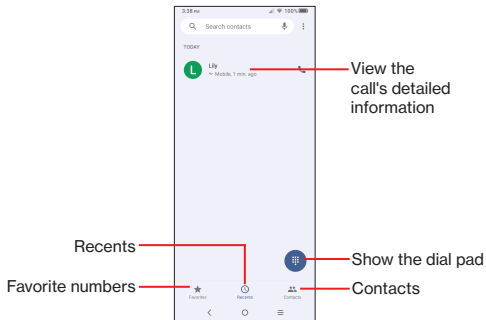 3:38 PM 100%
Search contacts
TODAY
L
Lily
Mobile, 1 min. ago
View the
call's detailed
information
Recents
Show the dial pad
Favorite numbers
Contacts
Favorites Recents Contacts